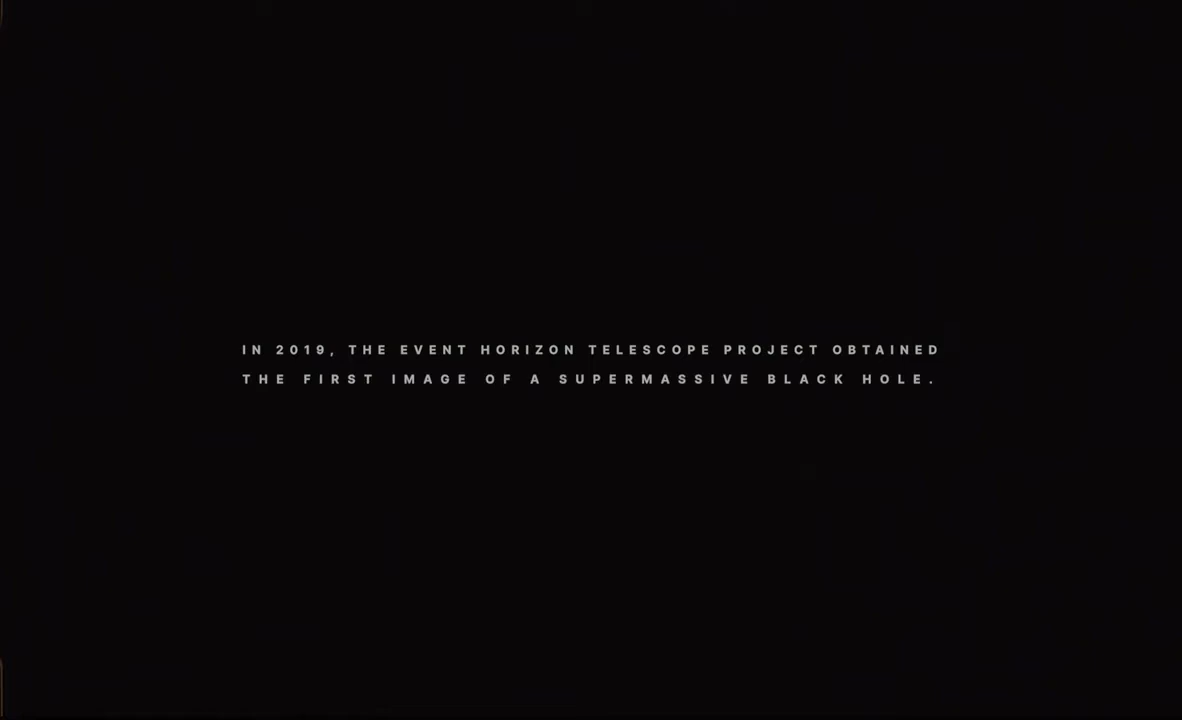 IN 2019, THE EVENT HORIZON TELESCOPE PROJECT OBTAINED
THE FIRST IMAGE OF A SUPERMASSIVE BLACK HOLE.